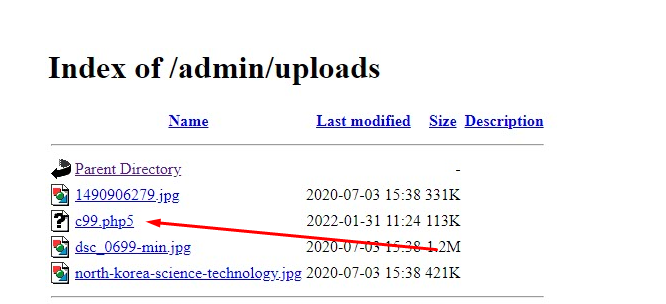 Index of /admin/uploads
Name Last modified Size Description
Parent Directory -
1490906279.jpg 2020-07-03 15:38 331K
c99.php5 2022-01-31 11:24 113K
dsc_0699-min.jpg 2020-07-03 15:38 1.2M
north-korea-science-technology.jpg 2020-07-03 15:38 421K